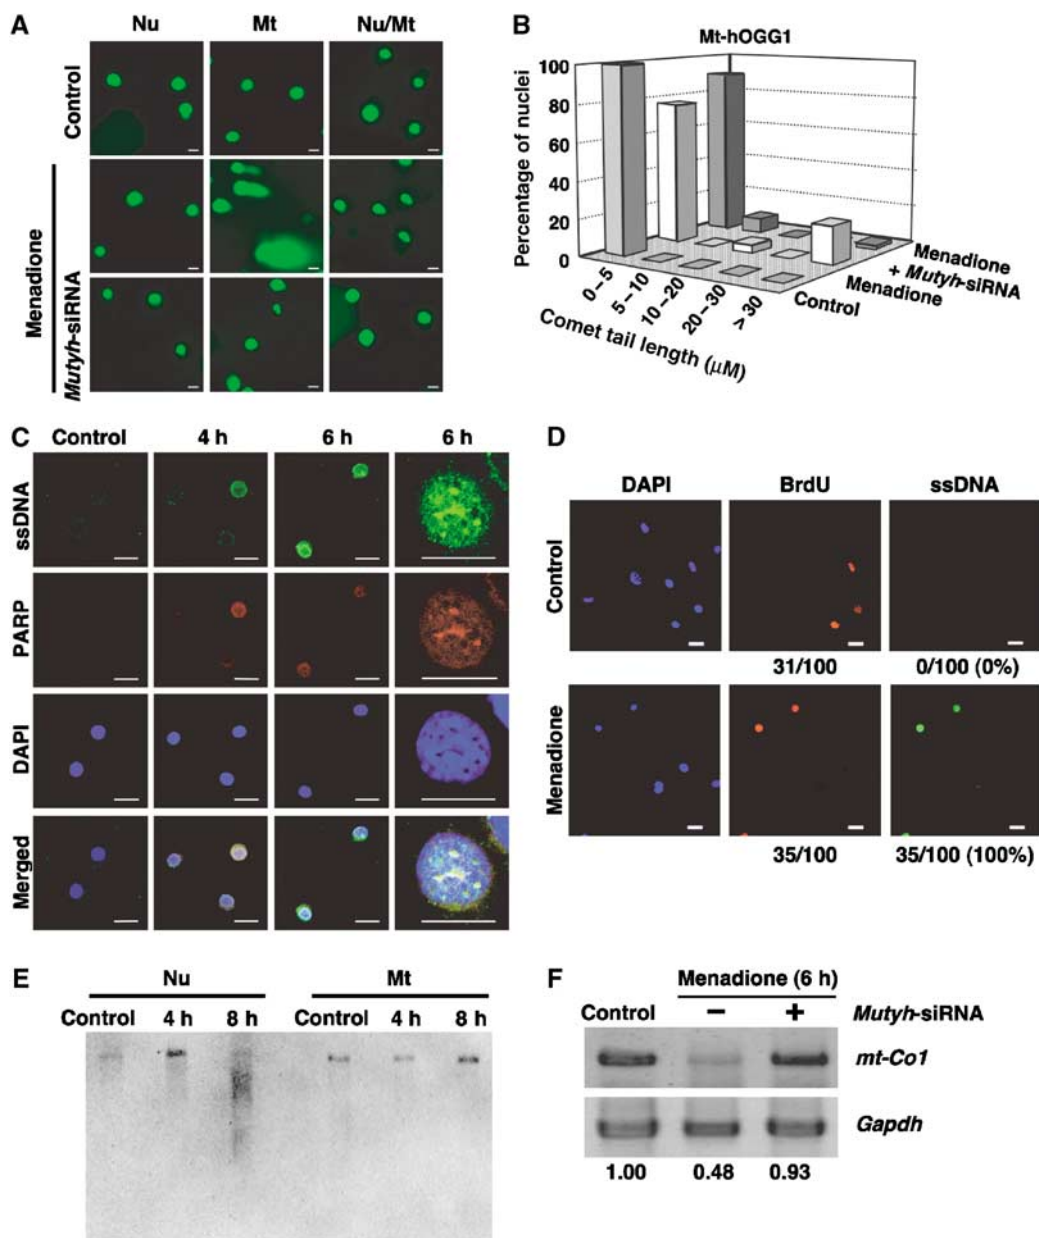 A
Nu Mt Nu/Mt
Control
Menadione
Mutyh-siRNA
B
Mt-hOGG1
Percentage of nuclei
100
80
60
40
20
0
0 – 5
5 – 10
10 – 20
20 – 30
> 30
Comet tail length (μM)
Control
Menadione
Menadione
+ Mutyh-siRNA
C
Control 4 h 6 h 6 h
ssDNA
PARP
DAPI
Merged
D
DAPI BrdU ssDNA
Control
31/100 0/100 (0%)
Menadione
35/100 35/100 (100%)
E
Nu Mt
Control 4 h 8 h Control 4 h 8 h
F
Menadione (6 h)
Control – + Mutyh-siRNA
mt-Co1
Gapdh
1.00 0.48 0.93